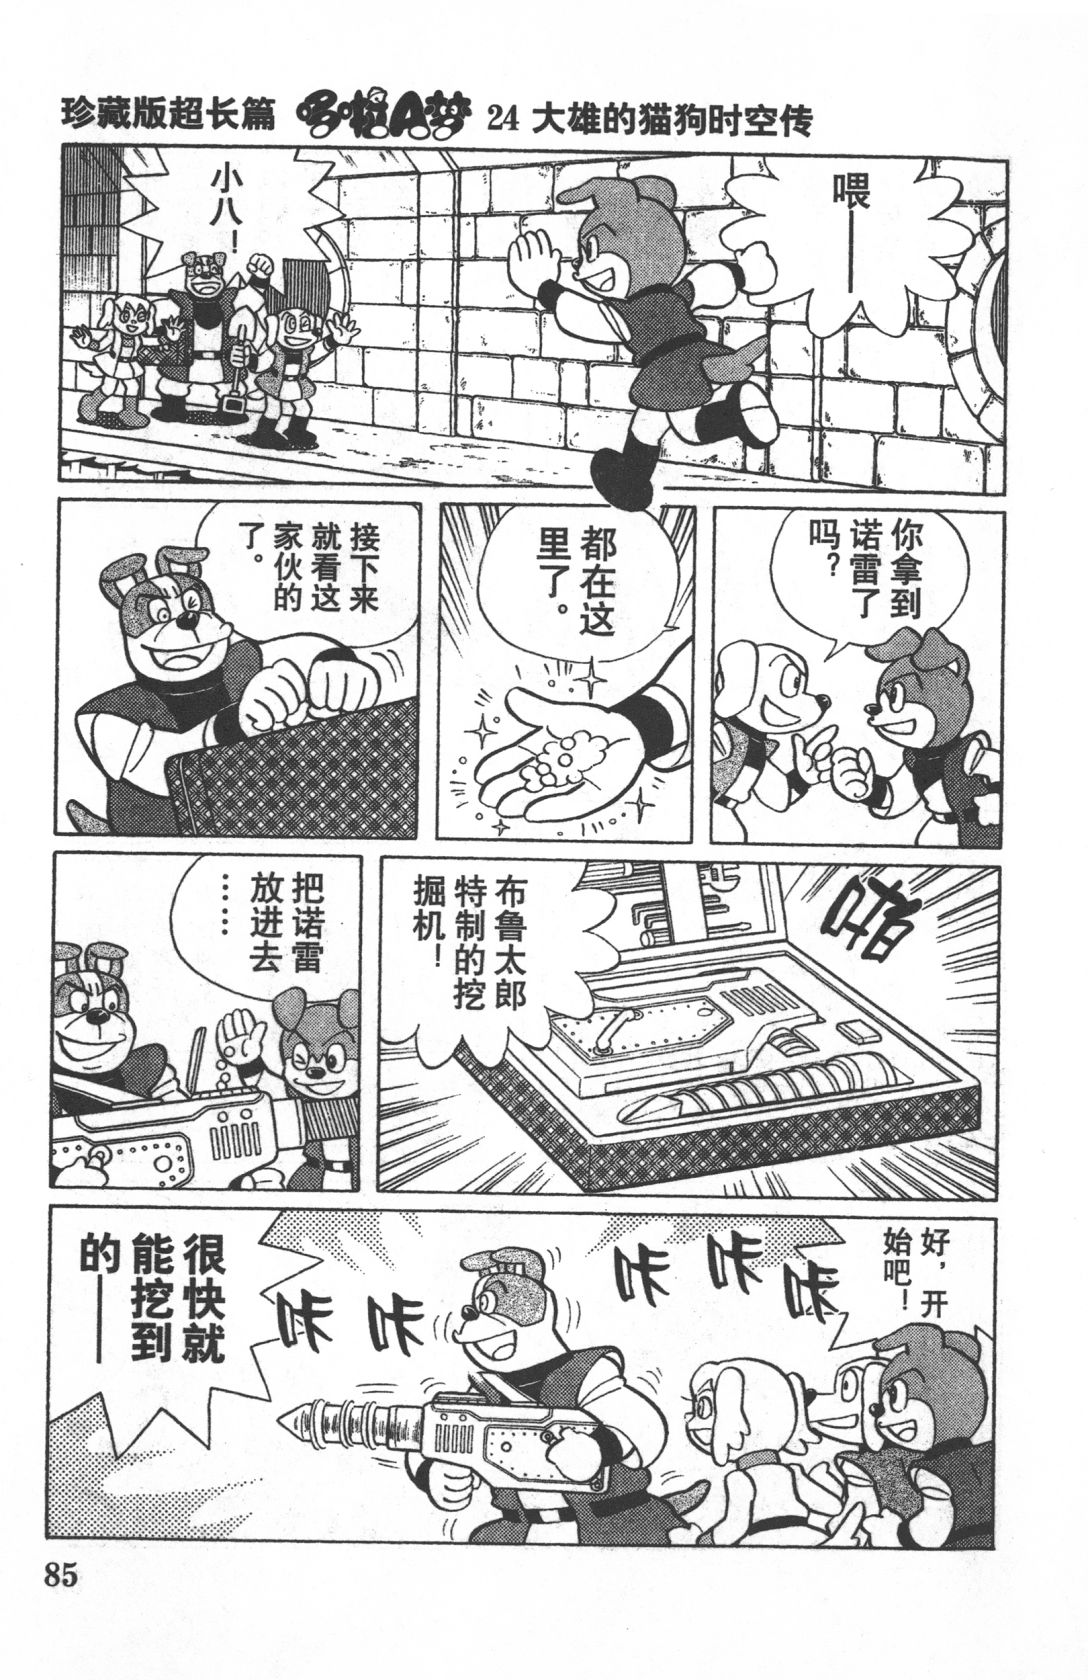 珍藏版超长篇 哆啦A梦 24 大雄的猫狗时空传
喂——
小八！
你拿到
诺雷了
吗？
都在这
里了。
接下来
就看这
家伙的
了。
啪
布鲁太郎
特制的挖
掘机！
把诺雷
放进去
……
好，开
始吧！
咔
咔
咔
咔
咔
很快就
能挖到
的——
85